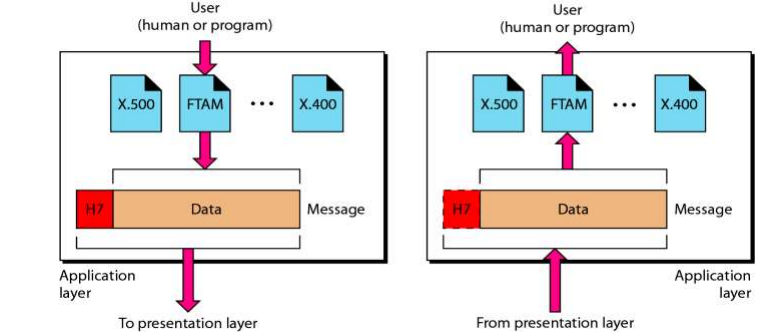 User
(human or program)
X.500
FTAM
...
X.400
H7
Data
Message
Application
layer
To presentation layer
User
(human or program)
X.500
FTAM
...
X.400
H7
Data
Message
Application
layer
From presentation layer